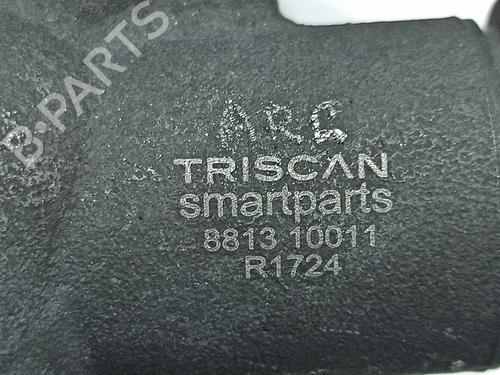 B-PARTS
ARC
TRISCAN
smartparts
8813 10011
R1724